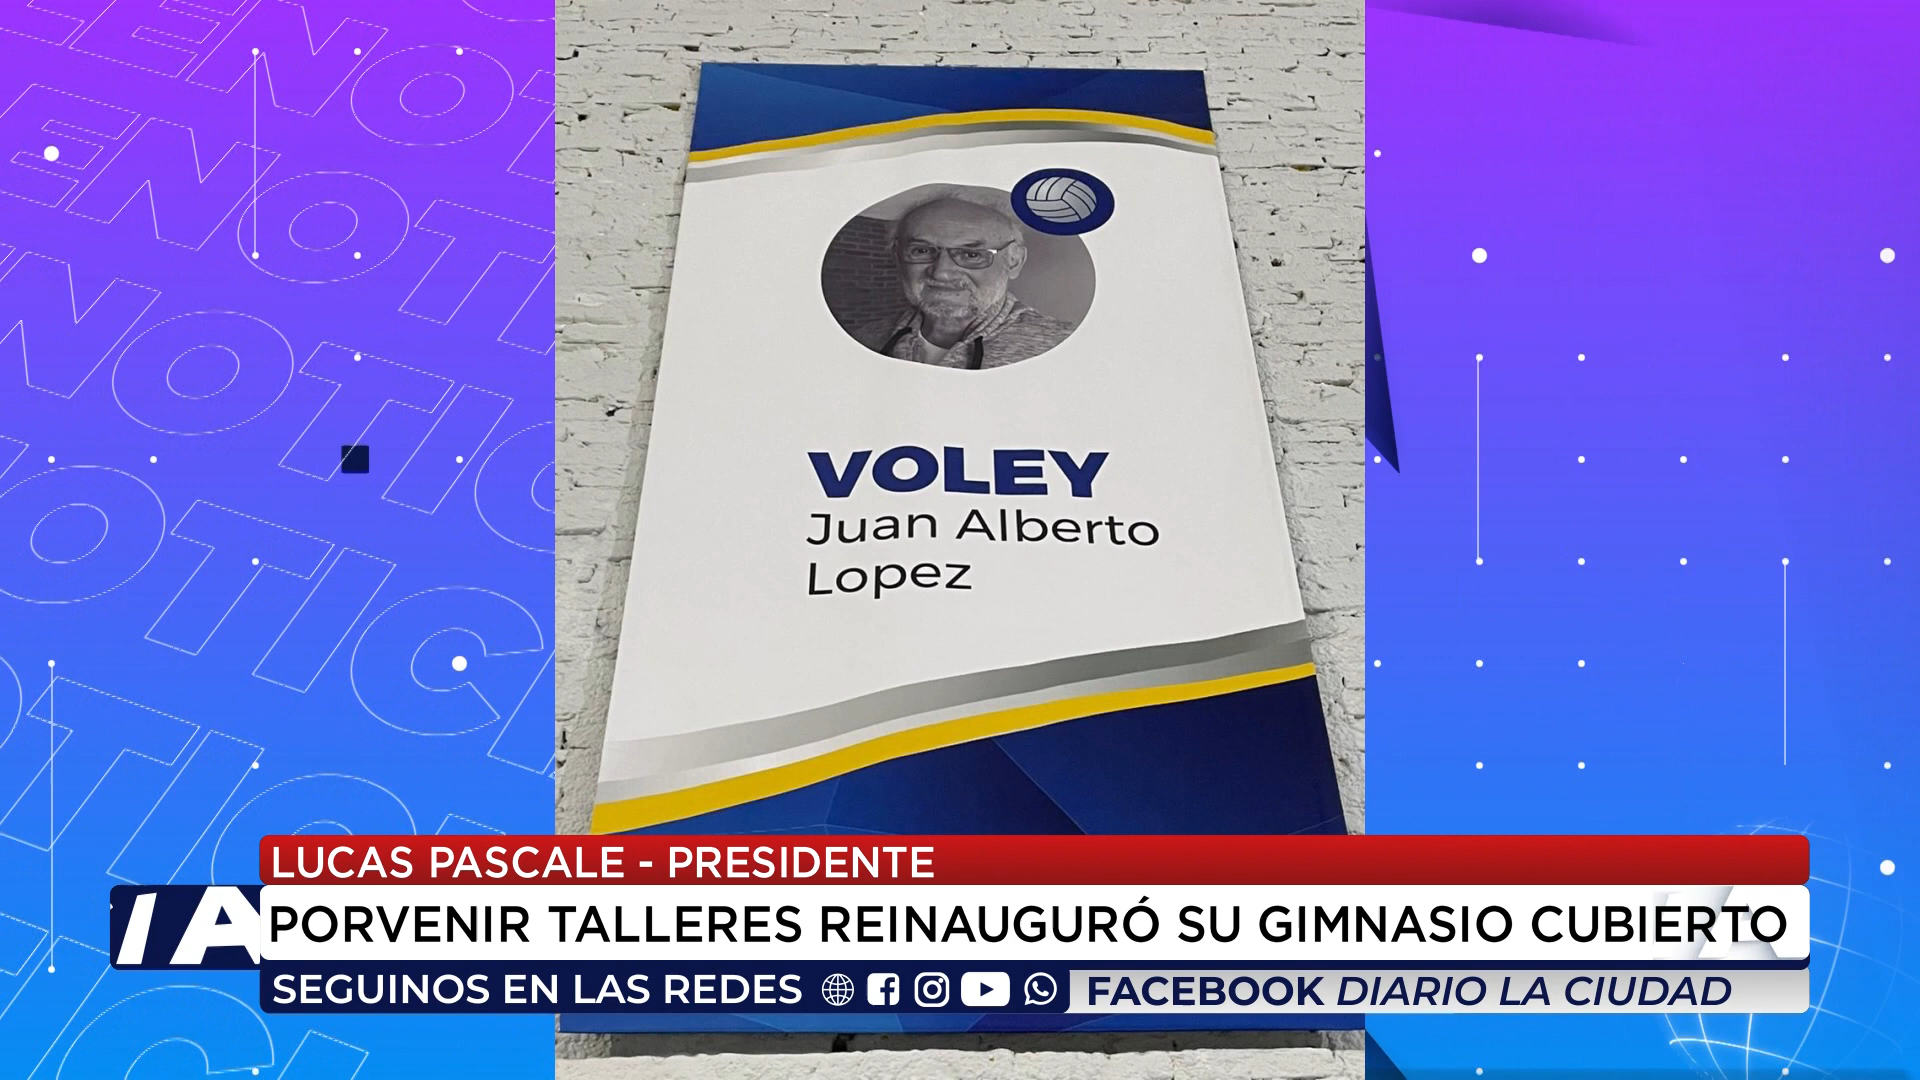 VOLEY
Juan Alberto
Lopez
LUCAS PASCALE - PRESIDENTE
PORVENIR TALLERES REINAUGURÓ SU GIMNASIO CUBIERTO
SEGUINOS EN LAS REDES FACEBOOK DIARIO LA CIUDAD